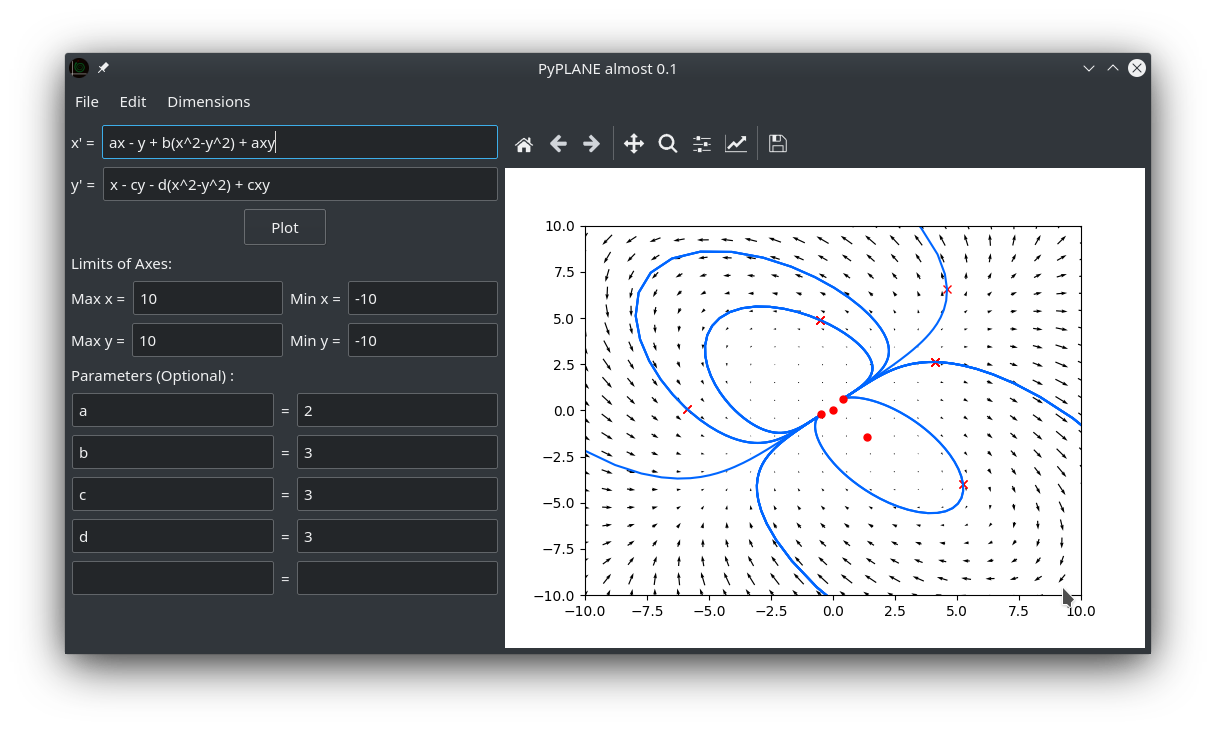 PyPLANE almost 0.1
File Edit Dimensions
x' = ax - y + b(x^2-y^2) + axy
y' = x - cy - d(x^2-y^2) + cxy
Plot
Limits of Axes:
Max x = 10 Min x = -10
Max y = 10 Min y = -10
Parameters (Optional) :
a = 2
b = 3
c = 3
d = 3
=
10.0
7.5
5.0
2.5
0.0
−2.5
−5.0
−7.5
−10.0
−10.0 −7.5 −5.0 −2.5 0.0 2.5 5.0 7.5 10.0